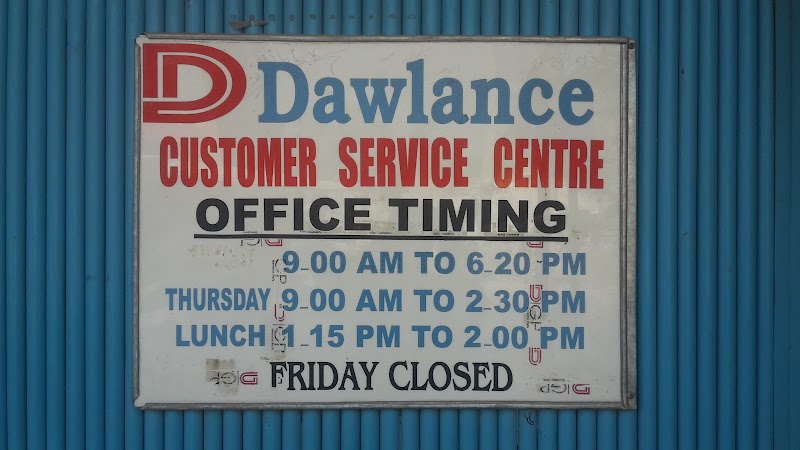 Dawlance
CUSTOMER SERVICE CENTRE
OFFICE TIMING
9-00 AM TO 6-20 PM
THURSDAY 9-00 AM TO 2-30 PM
LUNCH 1-15 PM TO 2-00 PM
FRIDAY CLOSED